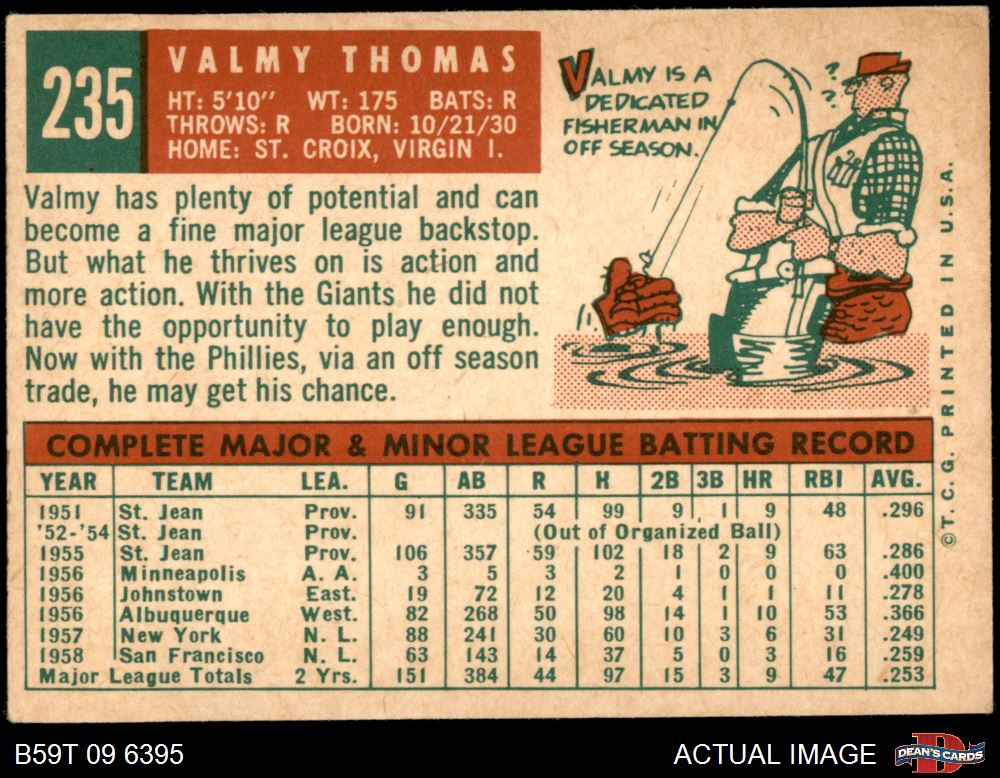 235
VALMY THOMAS
HT: 5'10" WT: 175 BATS: R
THROWS: R BORN: 10/21/30
HOME: ST. CROIX, VIRGIN I.
VALMY IS A
DEDICATED
FISHERMAN IN
OFF SEASON.
? ?
Valmy has plenty of potential and can
become a fine major league backstop.
But what he thrives on is action and
more action. With the Giants he did not
have the opportunity to play enough.
Now with the Phillies, via an off season
trade, he may get his chance.
COMPLETE MAJOR & MINOR LEAGUE BATTING RECORD
YEAR TEAM LEA. G AB R H 2B 3B HR RBI AVG.
1951 St. Jean Prov. 91 335 54 99 9 1 9 48 .296
'52-'54 St. Jean Prov. (Out of Organized Ball)
1955 St. Jean Prov. 106 357 59 102 18 2 9 63 .286
1956 Minneapolis A. A. 3 5 3 2 1 0 0 0 .400
1956 Johnstown East. 19 72 12 20 4 1 1 11 .278
1956 Albuquerque West. 82 268 50 98 14 1 10 53 .366
1957 New York N. L. 88 241 30 60 10 3 6 31 .249
1958 San Francisco N. L. 63 143 14 37 5 0 3 16 .259
Major League Totals 2 Yrs. 151 384 44 97 15 3 9 47 .253
© T. C. G. PRINTED IN U.S.A.
B59T 09 6395
ACTUAL IMAGE
D
DEAN'S CARDS